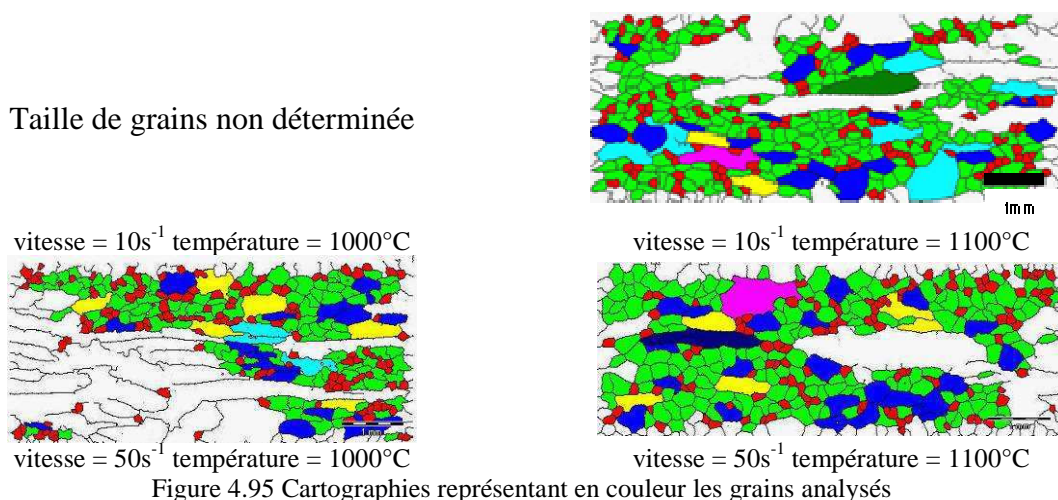 Taille de grains non déterminée
1mm
vitesse = 10s⁻¹ température = 1000°C
vitesse = 10s⁻¹ température = 1100°C
vitesse = 50s⁻¹ température = 1000°C
vitesse = 50s⁻¹ température = 1100°C
Figure 4.95 Cartographies représentant en couleur les grains analysés